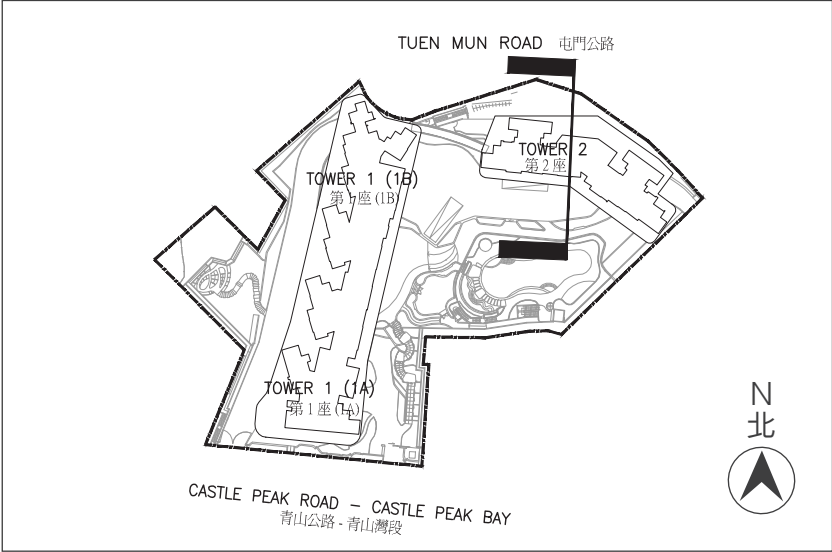 TUEN MUN ROAD 屯門公路
TOWER 2
第 2 座
TOWER 1 (1B)
第 1 座 (1B)
TOWER 1 (1A)
第 1 座 (1A)
N
北
CASTLE PEAK ROAD – CASTLE PEAK BAY
青山公路 - 青山灣段